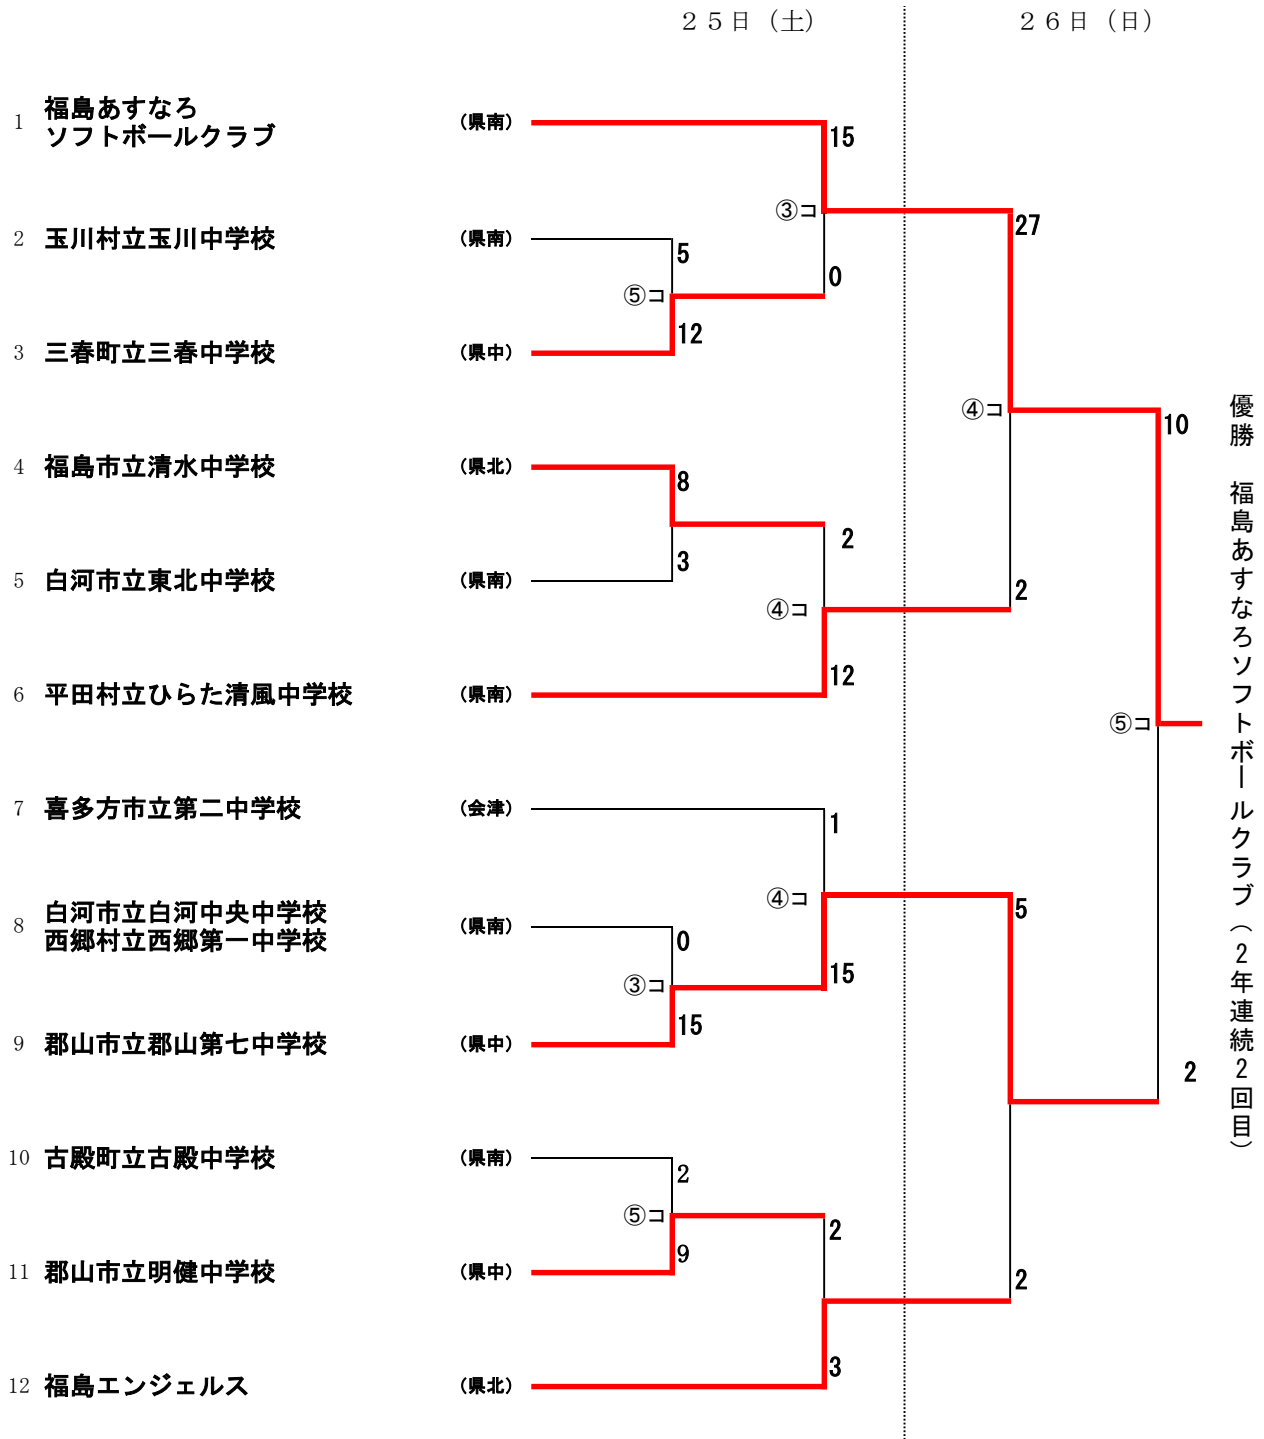 ２５日（土）
２６日（日）
1 福島あすなろ
ソフトボールクラブ
（県南）
15
③コ
27
2 玉川村立玉川中学校
（県南）
5
0
⑤コ
12
3 三春町立三春中学校
（県中）
④コ
10
4 福島市立清水中学校
（県北）
8
2
3
5 白河市立東北中学校
（県南）
2
④コ
12
6 平田村立ひらた清風中学校
（県南）
⑤コ
7 喜多方市立第二中学校
（会津）
1
④コ
5
8 白河市立白河中央中学校
西郷村立西郷第一中学校
（県南）
0
15
③コ
15
9 郡山市立郡山第七中学校
（県中）
2
10 古殿町立古殿中学校
（県南）
2
⑤コ
2
9
11 郡山市立明健中学校
（県中）
2
3
12 福島エンジェルス
（県北）
優勝　福島あすなろソフトボールクラブ（２年連続２回目）